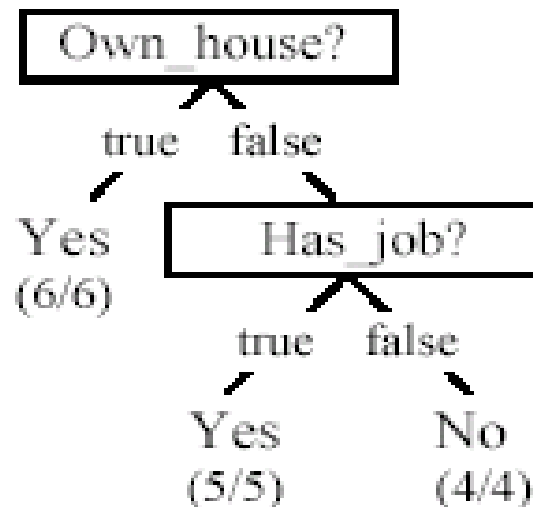 Own_house?
true false
Yes
(6/6)
Has_job?
true false
Yes No
(5/5) (4/4)